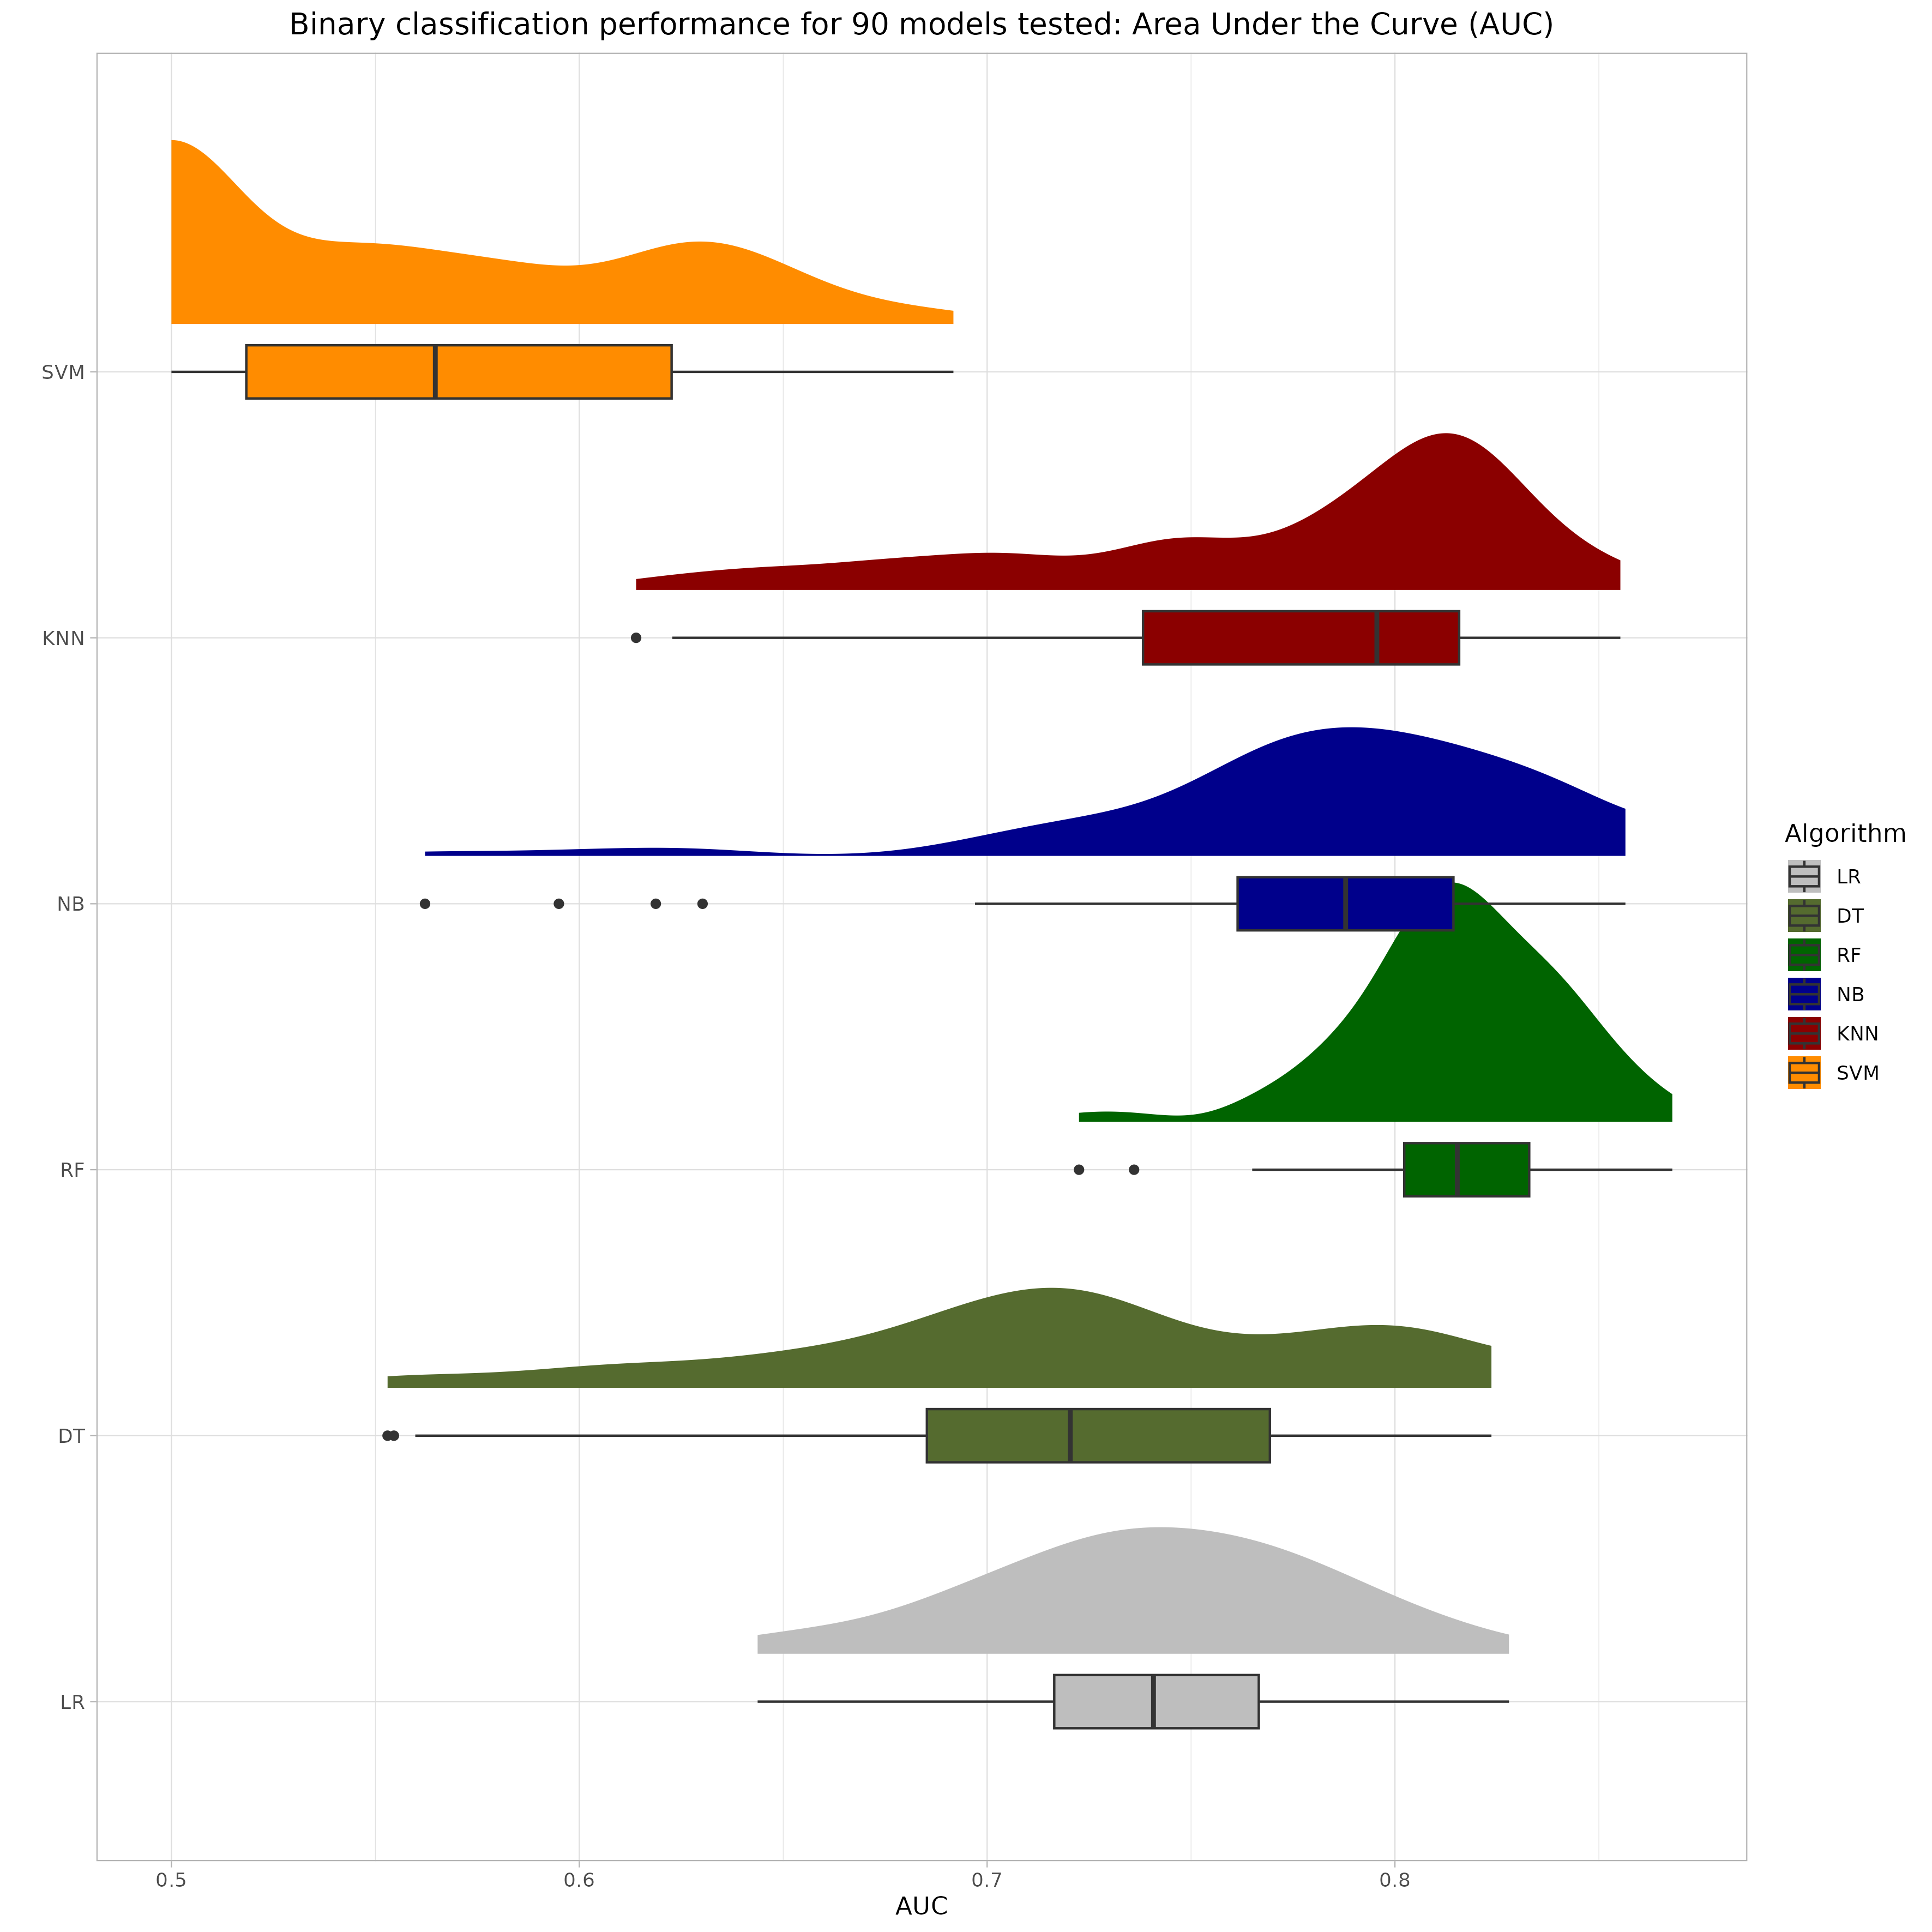 Binary classification performance for 90 models tested: Area Under the Curve (AUC)
SVM
KNN
NB
RF
DT
LR
0.5
0.6
0.7
0.8
AUC
Algorithm
LR
DT
RF
NB
KNN
SVM